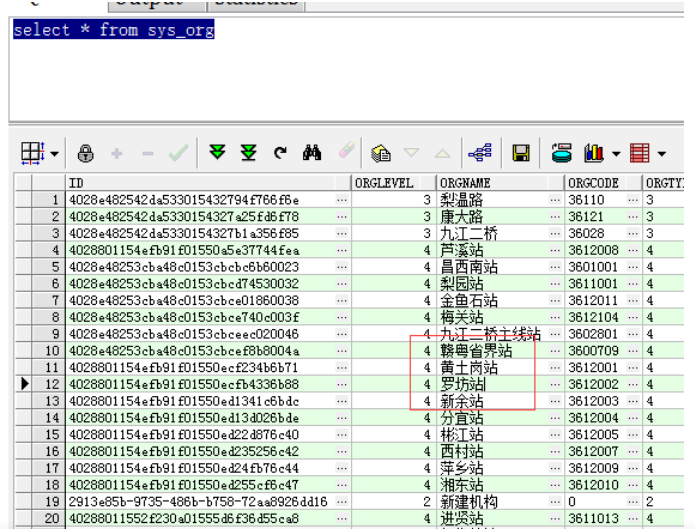 Output
Statistics
select * from sys_org
ID ORGLEVEL ORGNAME ORGCODE ORGTY
1 4028e482542da533015432794f766f6e ... 3 梨温路 ... 36110 ... 3
2 4028e482542da533015432​7a25fd6f78 ... 3 康大路 ... 36121 ... 3
3 4028e482542da533015432​7b1a356f85 ... 3 九江二桥 ... 36028 ... 3
4 4028801154efb91f01550a5e37744fea ... 4 芦溪站 ... 3612008 ... 4
5 4028e48253cba48c0153cbcbc6b60023 ... 4 昌西南站 ... 3601001 ... 4
6 4028e48253cba48c0153cbcd74530032 ... 4 梨园站 ... 3611001 ... 4
7 4028e48253cba48c0153cbce01860038 ... 4 金鱼石站 ... 3612011 ... 4
8 4028e48253cba48c0153cbce740c003f ... 4 梅关站 ... 3612104 ... 4
9 4028e48253cba48c0153cbceec020046 ... 4 九江二桥主线站 ... 3602801 ... 4
10 4028e48253cba48c0153cbcef8b8004a ... 4 赣粤省界站 ... 3600709 ... 4
11 4028801154efb91f01550ecf234b6b71 ... 4 黄土岗站 ... 3612001 ... 4
12 4028801154efb91f01550ecfb4336b88 ... 4 罗坊站 ... 3612002 ... 4
13 4028801154efb91f01550ed1341c6bdc ... 4 新余站 ... 3612003 ... 4
14 4028801154efb91f01550ed13d026bde ... 4 分宜站 ... 3612004 ... 4
15 4028801154efb91f01550ed22d876c40 ... 4 彬江站 ... 3612005 ... 4
16 4028801154efb91f01550ed235256c42 ... 4 西村站 ... 3612007 ... 4
17 4028801154efb91f01550ed24fb76c44 ... 4 萍乡站 ... 3612009 ... 4
18 4028801154efb91f01550ed255cf6c47 ... 4 湘东站 ... 3612010 ... 4
19 2913e85b-9735-486b-b758-72aa8926dd16 ... 2 新建机构 ... 0 ... 2
20 40288011552f230a01555d6f36d55ca8 ... 4 进贤站 ... 3611013 ... 4